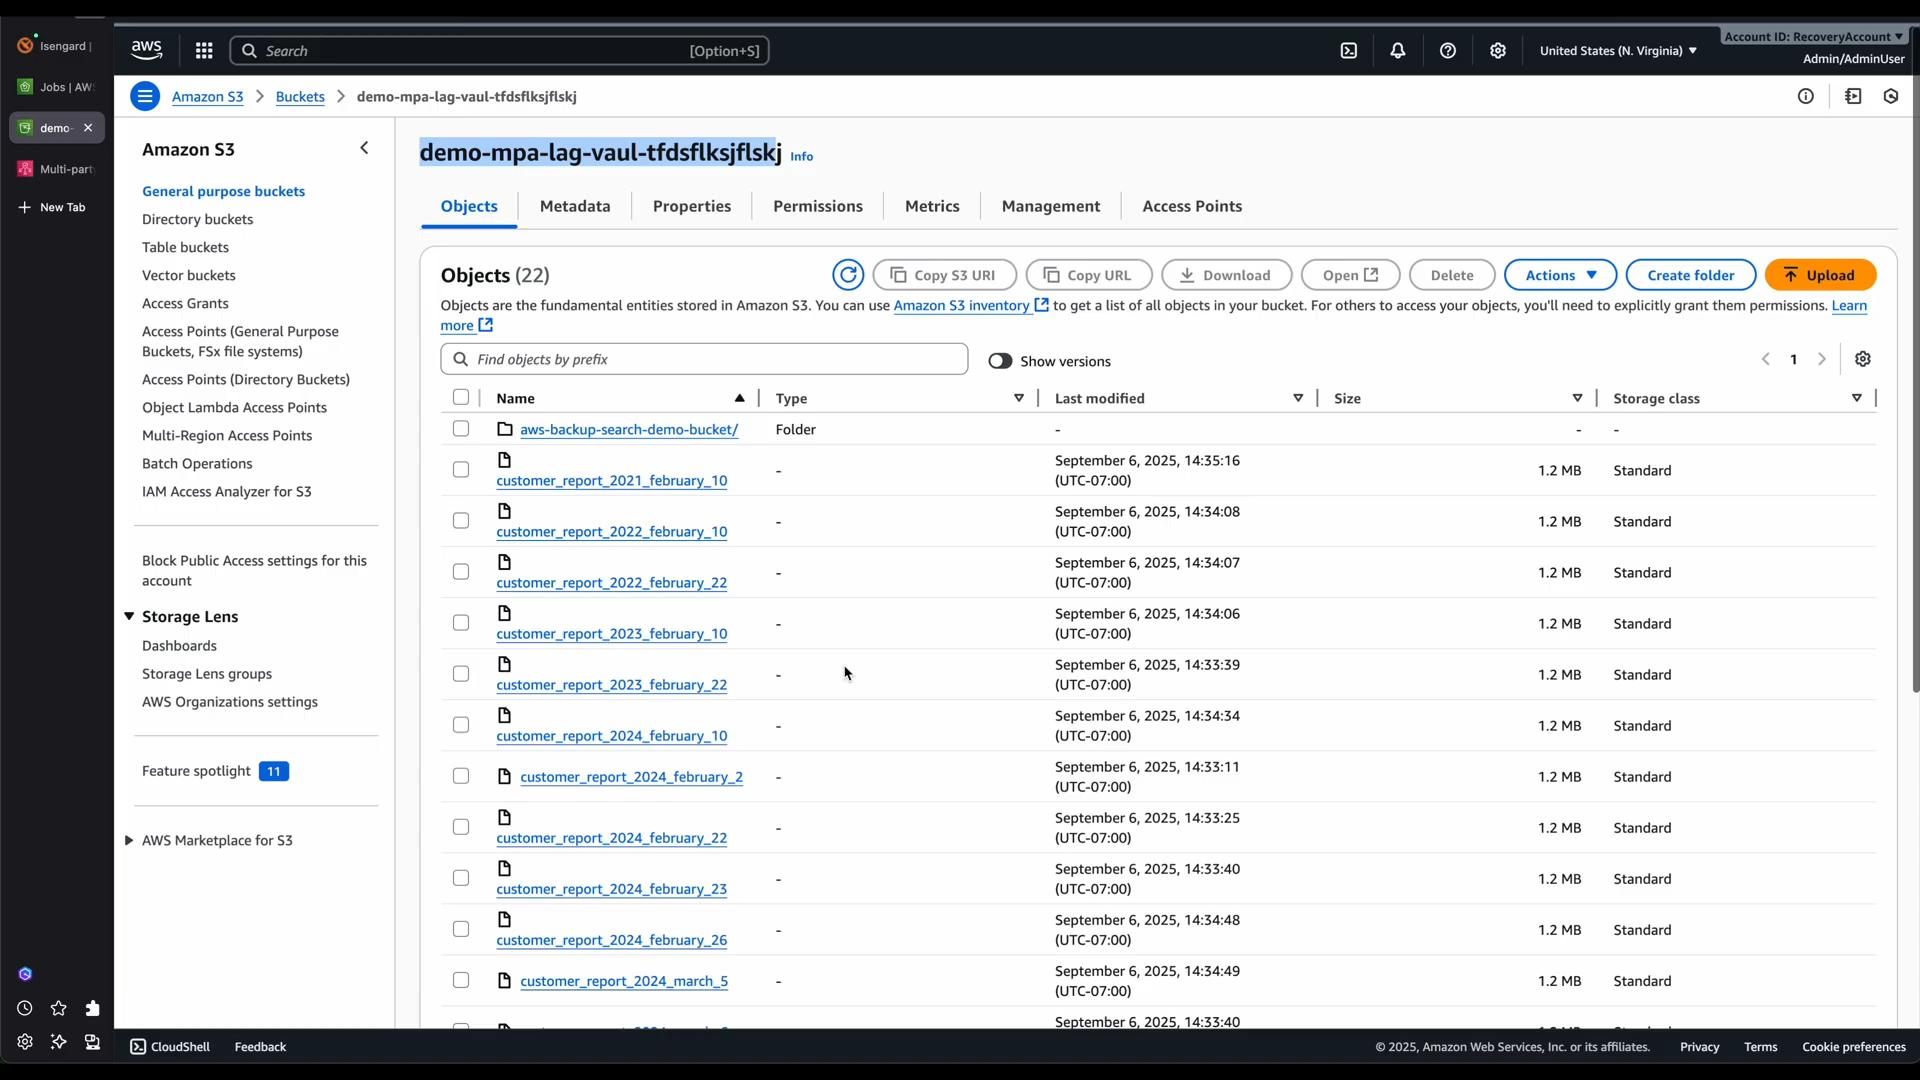 Isengard |
Jobs | AW
demo-
Multi-part
New Tab
aws
Search
[Option+S]
United States (N. Virginia)
Account ID: RecoveryAccount
Admin/AdminUser
Amazon S3
Buckets
demo-mpa-lag-vaul-tfdsflksjflskj
Amazon S3
General purpose buckets
Directory buckets
Table buckets
Vector buckets
Access Grants
Access Points (General Purpose
Buckets, FSx file systems)
Access Points (Directory Buckets)
Object Lambda Access Points
Multi-Region Access Points
Batch Operations
IAM Access Analyzer for S3
Block Public Access settings for this
account
Storage Lens
Dashboards
Storage Lens groups
AWS Organizations settings
Feature spotlight 11
AWS Marketplace for S3
demo-mpa-lag-vaul-tfdsflksjflskj Info
Objects Metadata Properties Permissions Metrics Management Access Points
Objects (22)
Copy S3 URI Copy URL Download Open Delete Actions Create folder Upload
Objects are the fundamental entities stored in Amazon S3. You can use Amazon S3 inventory to get a list of all objects in your bucket. For others to access your objects, you'll need to explicitly grant them permissions. Learn
more
Find objects by prefix
Show versions
1
Name Type Last modified Size Storage class
aws-backup-search-demo-bucket/ Folder - - -
customer_report_2021_february_10 - September 6, 2025, 14:35:16
(UTC-07:00) 1.2 MB Standard
customer_report_2022_february_10 - September 6, 2025, 14:34:08
(UTC-07:00) 1.2 MB Standard
customer_report_2022_february_22 - September 6, 2025, 14:34:07
(UTC-07:00) 1.2 MB Standard
customer_report_2023_february_10 - September 6, 2025, 14:34:06
(UTC-07:00) 1.2 MB Standard
customer_report_2023_february_22 - September 6, 2025, 14:33:39
(UTC-07:00) 1.2 MB Standard
customer_report_2024_february_10 - September 6, 2025, 14:34:34
(UTC-07:00) 1.2 MB Standard
customer_report_2024_february_2 - September 6, 2025, 14:33:11
(UTC-07:00) 1.2 MB Standard
customer_report_2024_february_22 - September 6, 2025, 14:33:25
(UTC-07:00) 1.2 MB Standard
customer_report_2024_february_23 - September 6, 2025, 14:33:40
(UTC-07:00) 1.2 MB Standard
customer_report_2024_february_26 - September 6, 2025, 14:34:48
(UTC-07:00) 1.2 MB Standard
customer_report_2024_march_5 - September 6, 2025, 14:34:49
(UTC-07:00) 1.2 MB Standard
September 6, 2025, 14:33:40
CloudShell Feedback
© 2025, Amazon Web Services, Inc. or its affiliates. Privacy Terms Cookie preferences